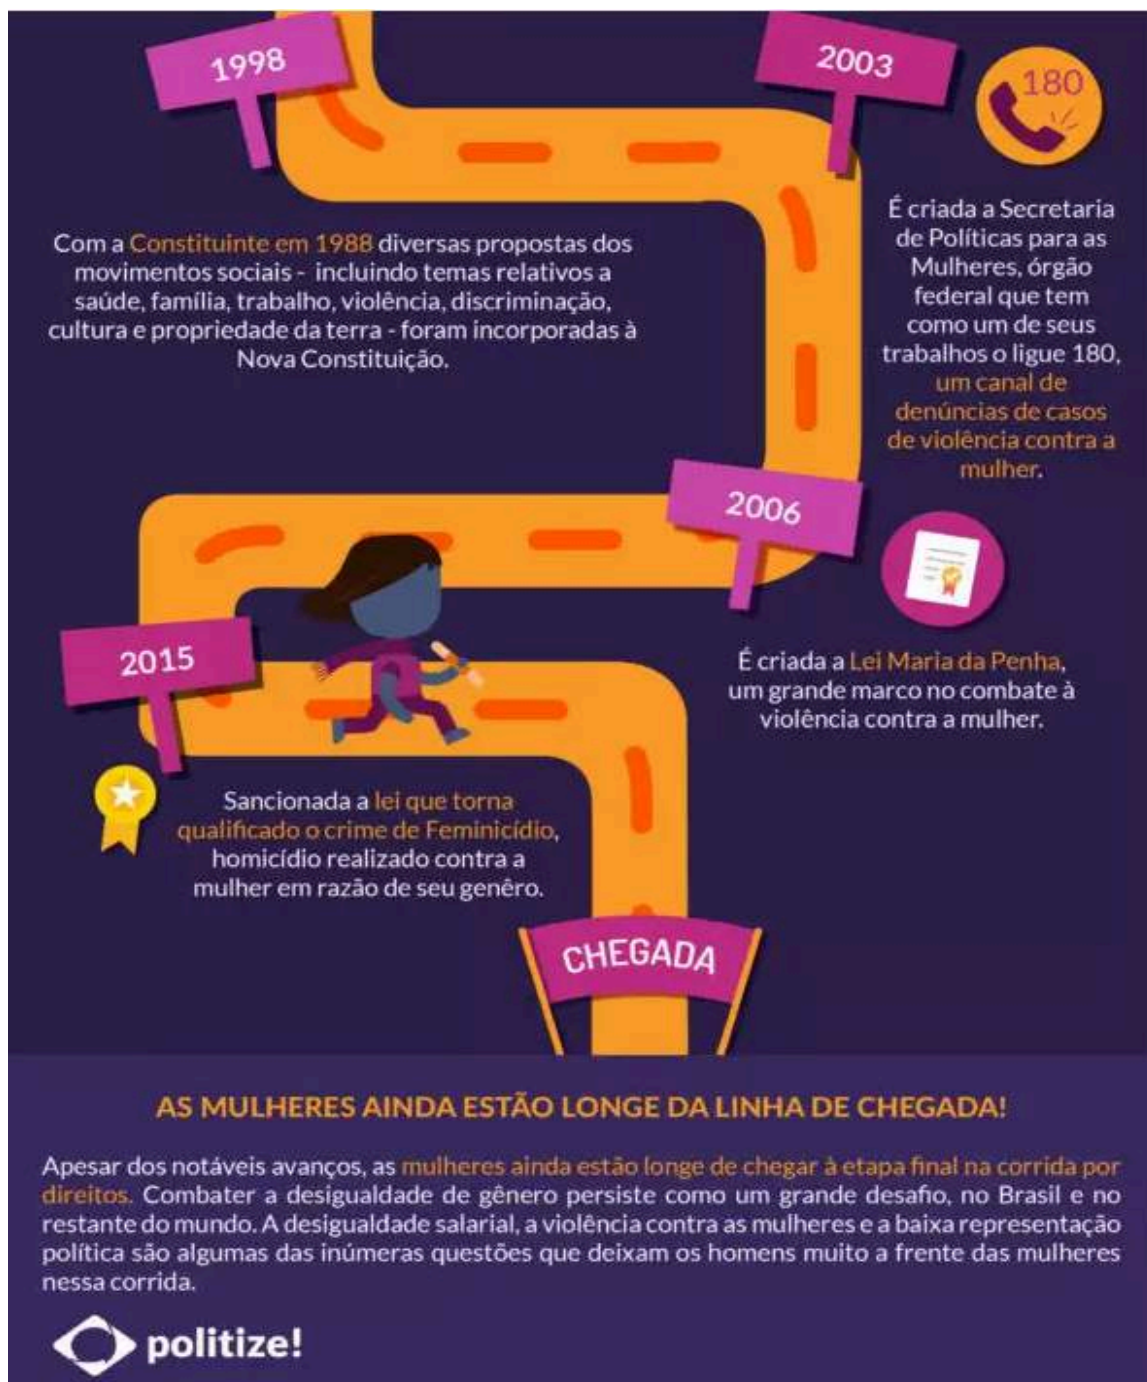 1998
Com a Constituinte em 1988 diversas propostas dos
movimentos sociais - incluindo temas relativos a
saúde, família, trabalho, violência, discriminação,
cultura e propriedade da terra - foram incorporadas à
Nova Constituição.
2003
180
É criada a Secretaria
de Políticas para as
Mulheres, órgão
federal que tem
como um de seus
trabalhos o ligue 180,
um canal de
denúncias de casos
de violência contra a
mulher.
2006
É criada a Lei Maria da Penha,
um grande marco no combate à
violência contra a mulher.
2015
Sancionada a lei que torna
qualificado o crime de Feminicídio,
homicídio realizado contra a
mulher em razão de seu genêro.
CHEGADA
AS MULHERES AINDA ESTÃO LONGE DA LINHA DE CHEGADA!
Apesar dos notáveis avanços, as mulheres ainda estão longe de chegar à etapa final na corrida por
direitos. Combater a desigualdade de gênero persiste como um grande desafio, no Brasil e no
restante do mundo. A desigualdade salarial, a violência contra as mulheres e a baixa representação
política são algumas das inúmeras questões que deixam os homens muito a frente das mulheres
nessa corrida.
politize!